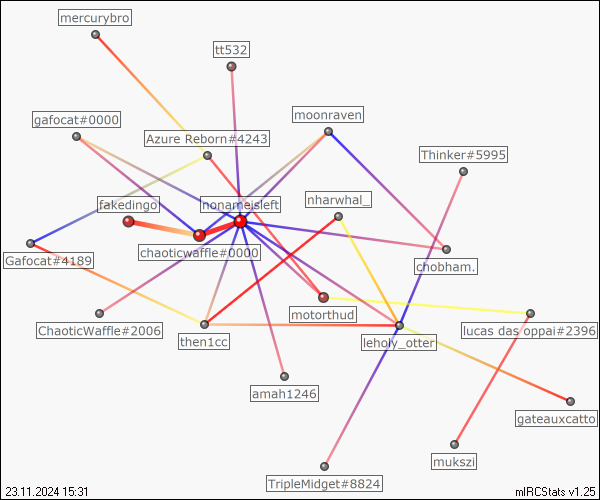 mercurybro
tt532
gafocat#0000
moonraven
Azure Reborn#4243
Thinker#5995
fakedingo
nonameisleft
nharwhal_
chaoticwaffle#0000
Gafocat#4189
chobham.
ChaoticWaffle#2006
motorthud
lucas das oppai#2396
then1cc
leholy_otter
amah1246
gateauxcatto
mukszi
TripleMidget#8824
23.11.2024 15:31
mIRCStats v1.25